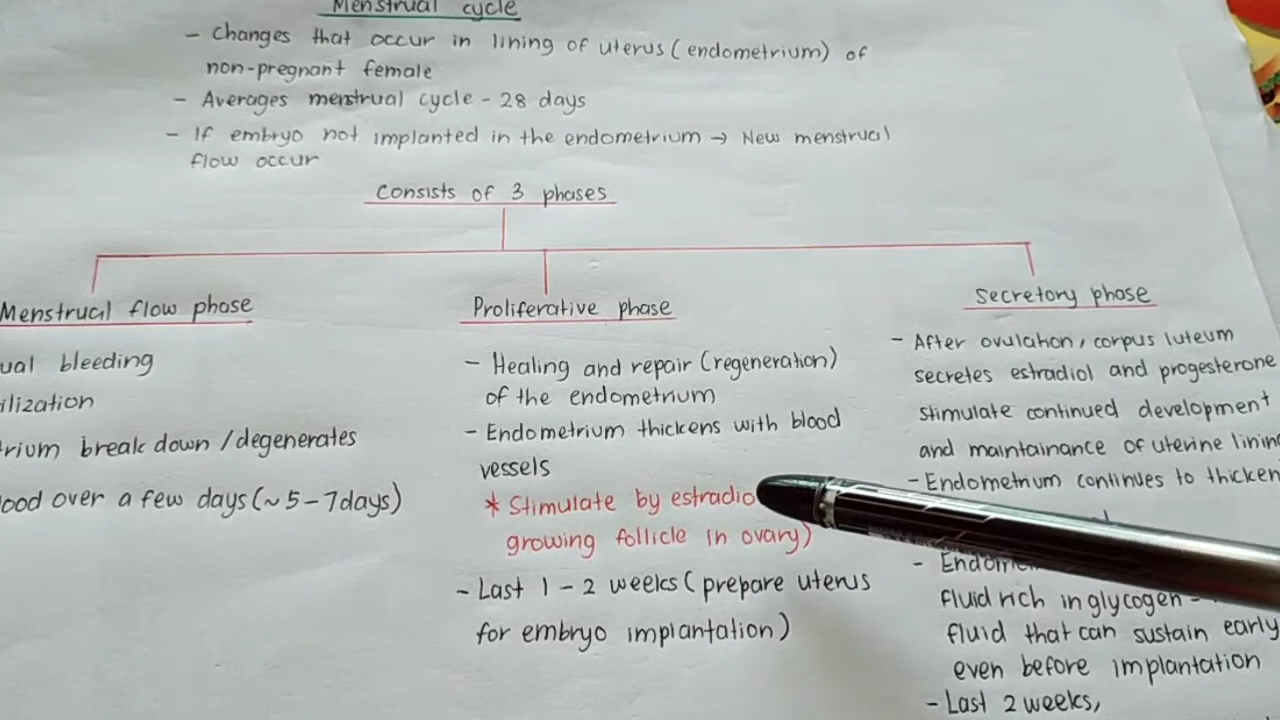 Menstrual cycle
- Changes that occur in lining of uterus (endometrium) of
non-pregnant female
- Averages menstrual cycle - 28 days
- If embryo not implanted in the endometrium → New menstrual
flow occur
Consists of 3 phases
Menstrual flow phase
ual bleeding
ilization
trium break down / degenerates
ood over a few days (~5-7 days)
Proliferative phase
- Healing and repair (regeneration)
of the endometrium
- Endometrium thickens with blood
vessels
* Stimulate by estradio
growing follicle in ovary)
- Last 1-2 weeks (prepare uterus
for embryo implantation)
Secretory phase
- After ovulation, corpus luteum
secretes estradiol and progesterone
stimulate continued development
and maintainance of uterine lining
- Endometrium continues to thicken
- Endome
fluid rich in glycogen -
fluid that can sustain early
even before implantation
- Last 2 weeks,